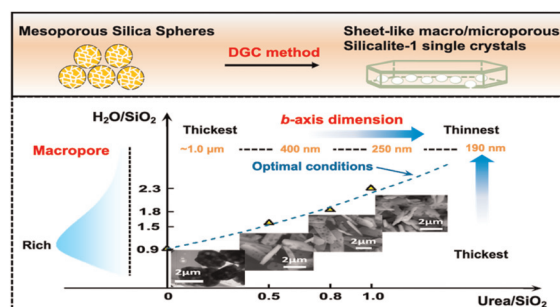 Mesoporous Silica Spheres
DGC method
Sheet-like macro/microporous
Silicalite-1 single crystals
H₂O/SiO₂
b-axis dimension
Thickest
Thinnest
~1.0 μm
400 nm
250 nm
190 nm
Macropore
Optimal conditions
2.3
1.8
1.5
0.9
Rich
Thickest
2μm
2μm
2μm
2μm
0
0.5
0.8
1.0
Urea/SiO₂